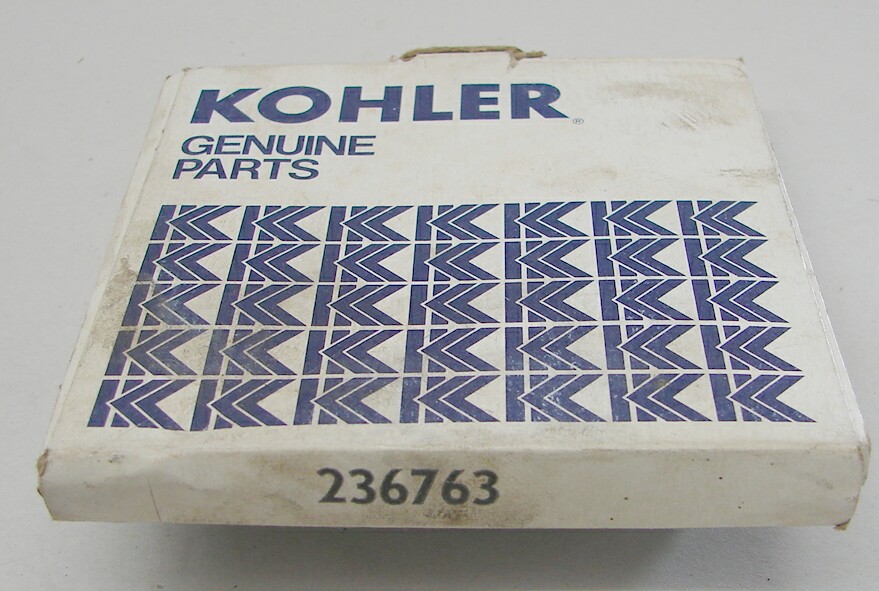 KOHLER®
GENUINE
PARTS
236763